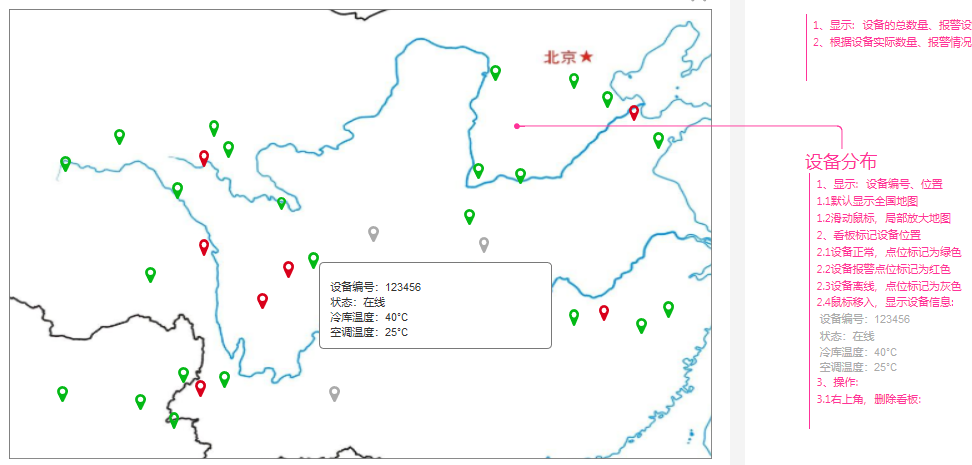 北京★
设备编号：123456
状态：在线
冷库温度：40°C
空调温度：25°C
1、显示：设备的总数量、报警设
2、根据设备实际数量、报警情况
设备分布
1、显示：设备编号、位置
1.1默认显示全国地图
1.2滑动鼠标，局部放大地图
2、看板标记设备位置
2.1设备正常，点位标记为绿色
2.2设备报警点位标记为红色
2.3设备离线，点位标记为灰色
2.4鼠标移入，显示设备信息：
设备编号：123456
状态：在线
冷库温度：40°C
空调温度：25°C
3、操作：
3.1右上角，删除看板：